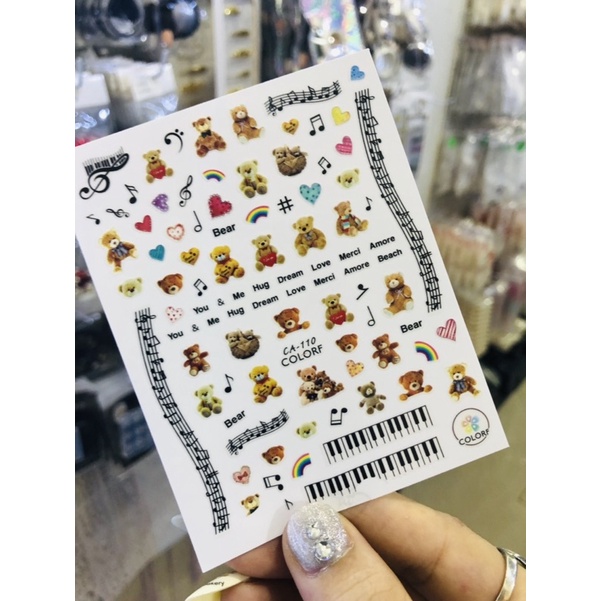 Bear
You & Me Hug Dream Love Merci Amore
You & Me Hug Dream Love Merci Amore Beach
CA-110
COLORF
Bear
Bear
COLORF